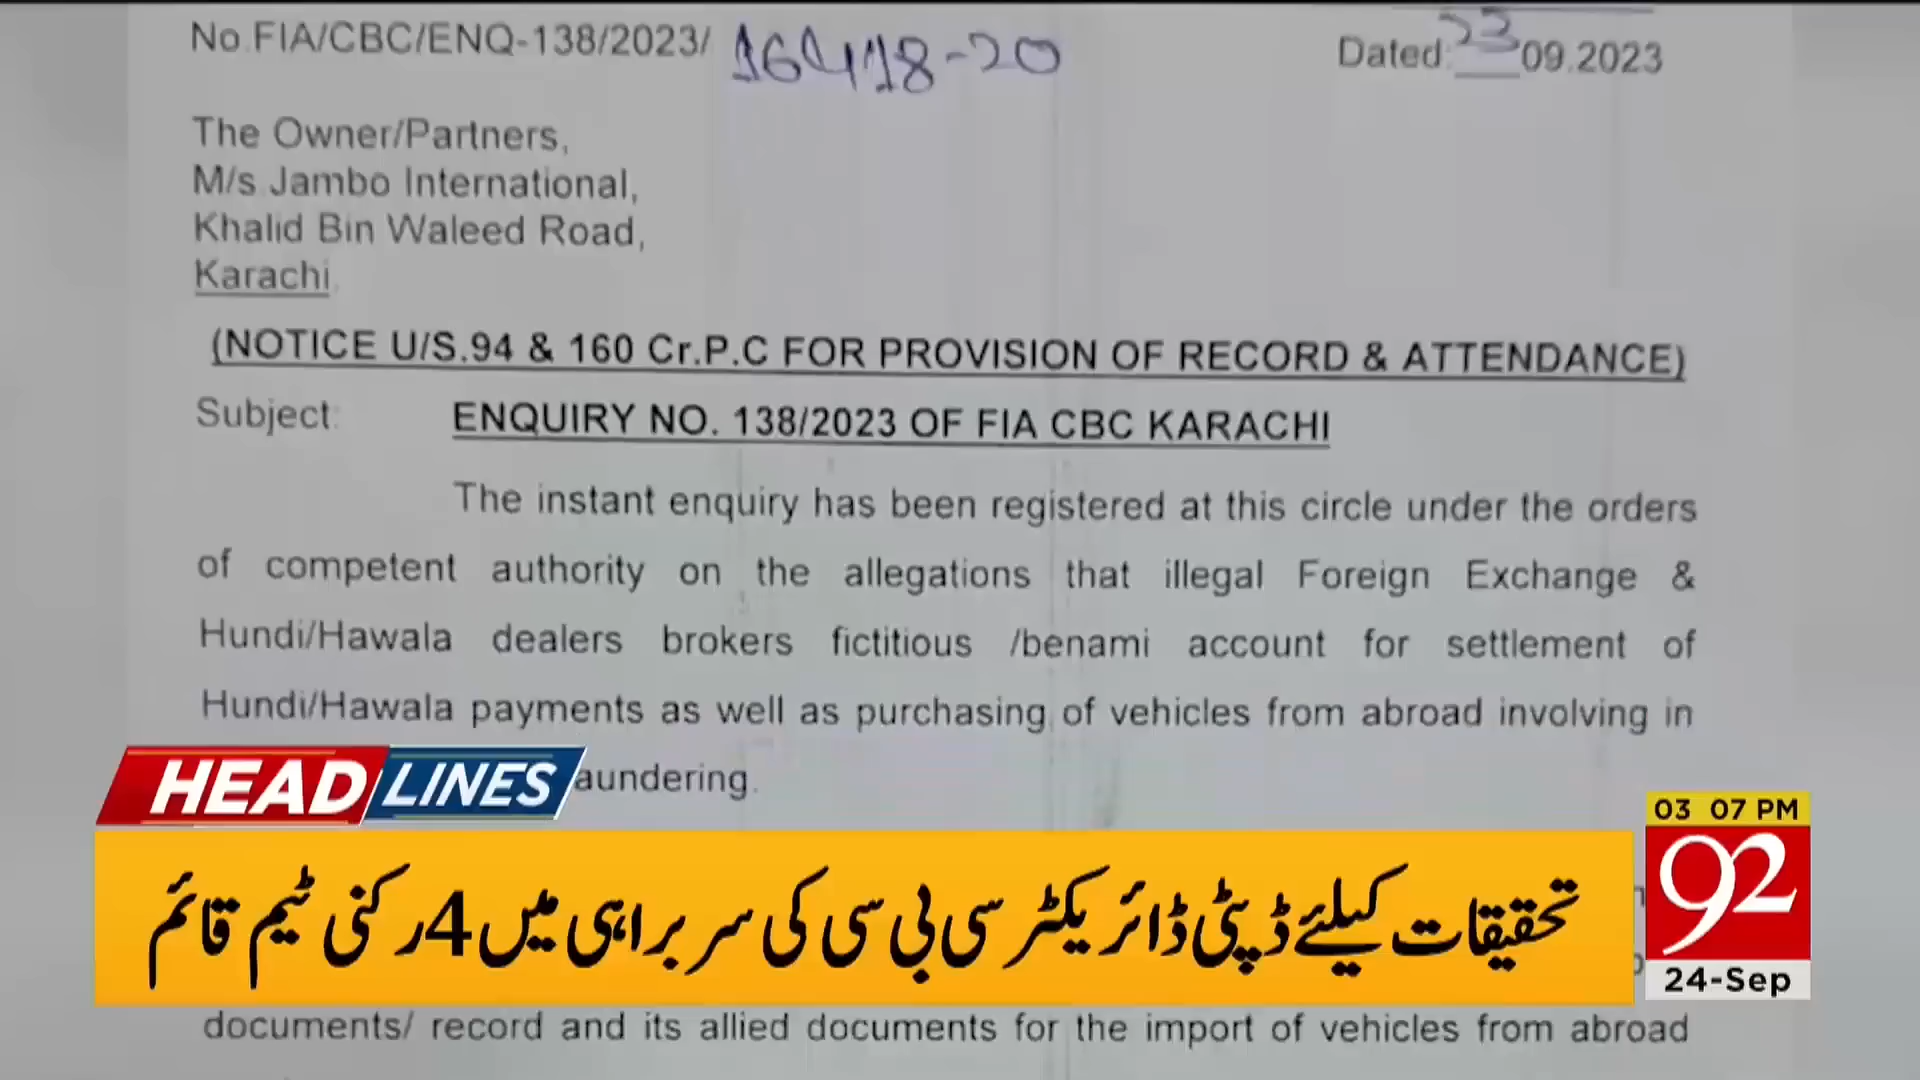 No.FIA/CBC/ENQ-138/2023/ 16418-20
Dated: 23 09.2023
The Owner/Partners,
M/s Jambo International,
Khalid Bin Waleed Road,
Karachi.
(NOTICE U/S.94 & 160 Cr.P.C FOR PROVISION OF RECORD & ATTENDANCE)
Subject: ENQUIRY NO. 138/2023 OF FIA CBC KARACHI
The instant enquiry has been registered at this circle under the orders
of competent authority on the allegations that illegal Foreign Exchange &
Hundi/Hawala dealers brokers fictitious /benami account for settlement of
Hundi/Hawala payments as well as purchasing of vehicles from abroad involving in
aundering.
HEADLINES
03 07 PM
92
تحقیقات کیلئے ڈپٹی ڈائریکٹر سی بی سی کی سربراہی میں 4 رکنی ٹیم قائم
24-Sep
documents/ record and its allied documents for the import of vehicles from abroad